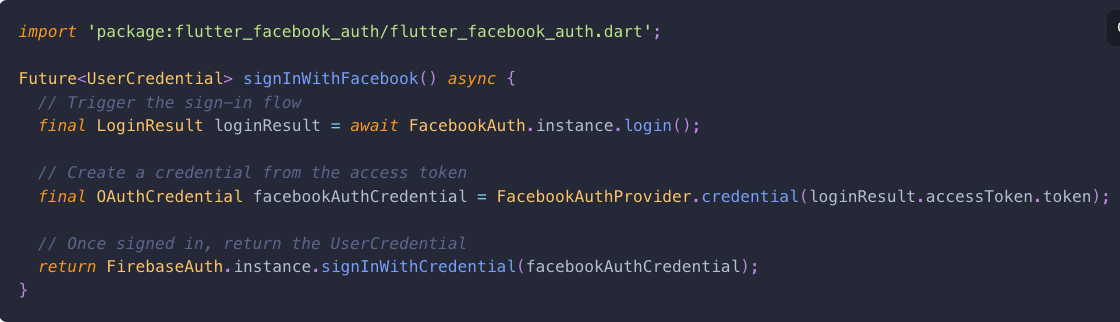 import 'package:flutter_facebook_auth/flutter_facebook_auth.dart';
Future<UserCredential> signInWithFacebook() async {
// Trigger the sign-in flow
final LoginResult loginResult = await FacebookAuth.instance.login();
// Create a credential from the access token
final OAuthCredential facebookAuthCredential = FacebookAuthProvider.credential(loginResult.accessToken.token);
// Once signed in, return the UserCredential
return FirebaseAuth.instance.signInWithCredential(facebookAuthCredential);
}